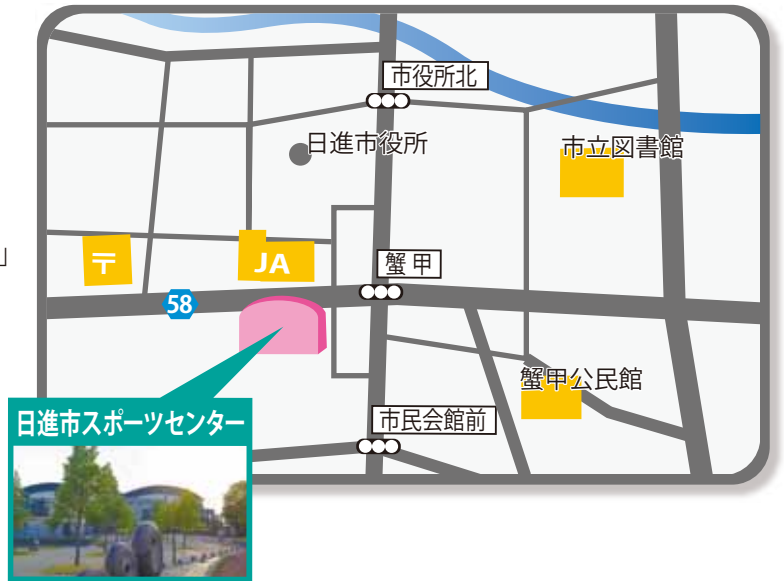 市役所北
日進市役所
市立図書館
」
〒
JA
蟹甲
58
蟹甲公民館
市民会館前
日進市スポーツセンター